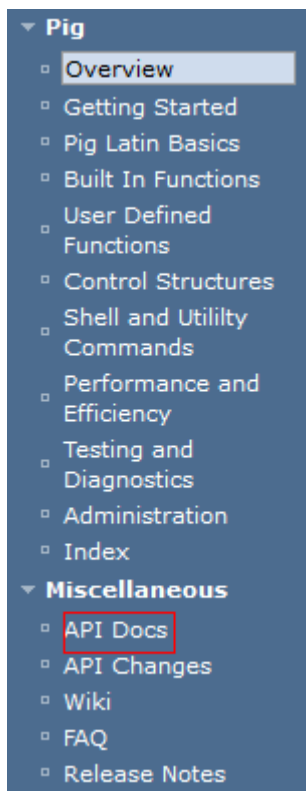 Pig
Overview
Getting Started
Pig Latin Basics
Built In Functions
User Defined
Functions
Control Structures
Shell and Utililty
Commands
Performance and
Efficiency
Testing and
Diagnostics
Administration
Index
Miscellaneous
API Docs
API Changes
Wiki
FAQ
Release Notes